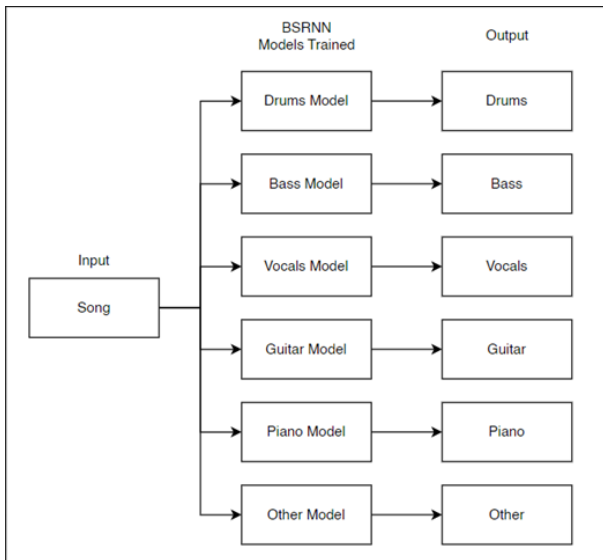 BSRNN
Models Trained
Output
Drums Model
Drums
Bass Model
Bass
Input
Vocals Model
Vocals
Song
Guitar Model
Guitar
Piano Model
Piano
Other Model
Other